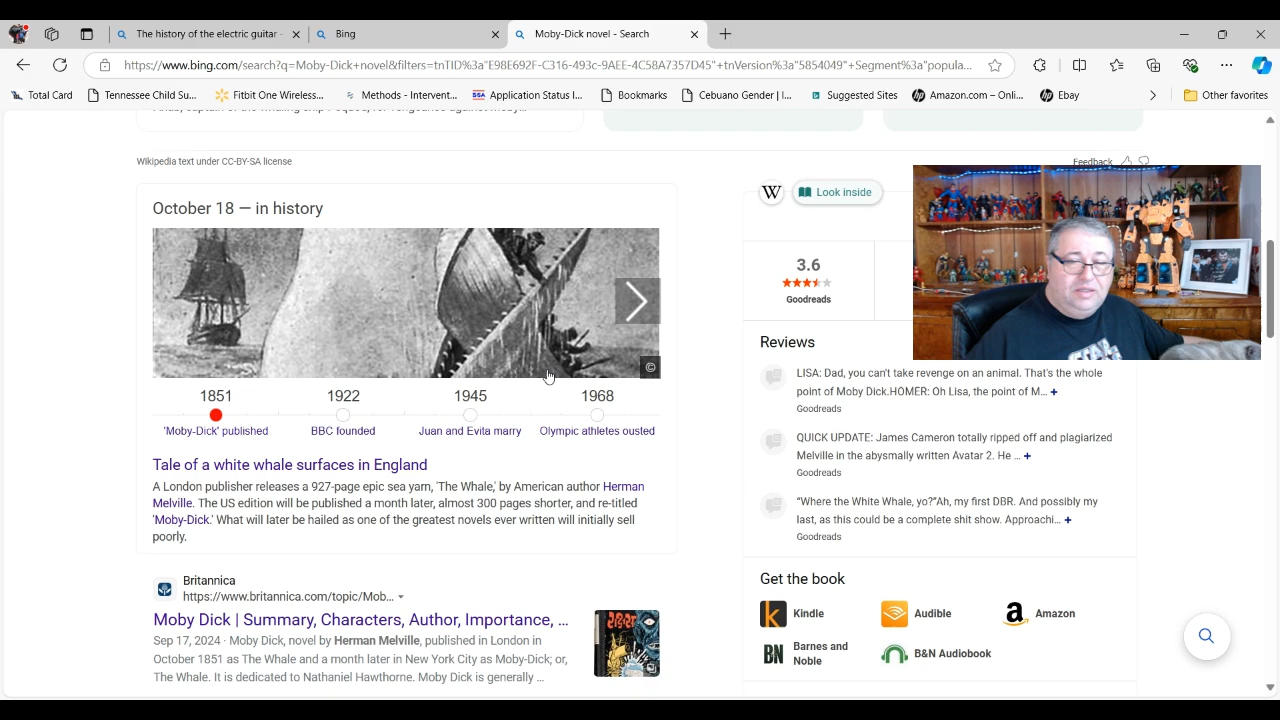 The history of the electric guitar -
Bing
Moby-Dick novel - Search
https://www.bing.com/search?q=Moby-Dick+novel&filters=tnTID%3a"E98E692F-C316-493c-9AEE-4C58A7357D45"+tnVersion%3a"5854049"+Segment%3a"popula...
Total Card
Tennessee Child Su...
Fitbit One Wireless...
Methods - Intervent...
SSA
Application Status I...
Bookmarks
Cebuano Gender | I...
Suggested Sites
Amazon.com – Onli...
Ebay
Other favorites
Wikipedia text under CC-BY-SA license
Feedback
October 18 — in history
©
1851
1922
1945
1968
'Moby-Dick' published
BBC founded
Juan and Evita marry
Olympic athletes ousted
Tale of a white whale surfaces in England
A London publisher releases a 927-page epic sea yarn, 'The Whale,' by American author Herman
Melville. The US edition will be published a month later, almost 300 pages shorter, and re-titled
'Moby-Dick.' What will later be hailed as one of the greatest novels ever written will initially sell
poorly.
Britannica
https://www.britannica.com/topic/Mob...
Moby Dick | Summary, Characters, Author, Importance, ...
Sep 17, 2024 · Moby Dick, novel by Herman Melville, published in London in
October 1851 as The Whale and a month later in New York City as Moby-Dick; or,
The Whale. It is dedicated to Nathaniel Hawthorne. Moby Dick is generally ...
W
Look inside
3.6
Goodreads
Reviews
LISA: Dad, you can't take revenge on an animal. That's the whole
point of Moby Dick.HOMER: Oh Lisa, the point of M... +
Goodreads
QUICK UPDATE: James Cameron totally ripped off and plagiarized
Melville in the abysmally written Avatar 2. He ... +
Goodreads
“Where the White Whale, yo?”Ah, my first DBR. And possibly my
last, as this could be a complete shit show. Approachi... +
Goodreads
Get the book
Kindle
Audible
Amazon
BN
Barnes and
Noble
B&N Audiobook